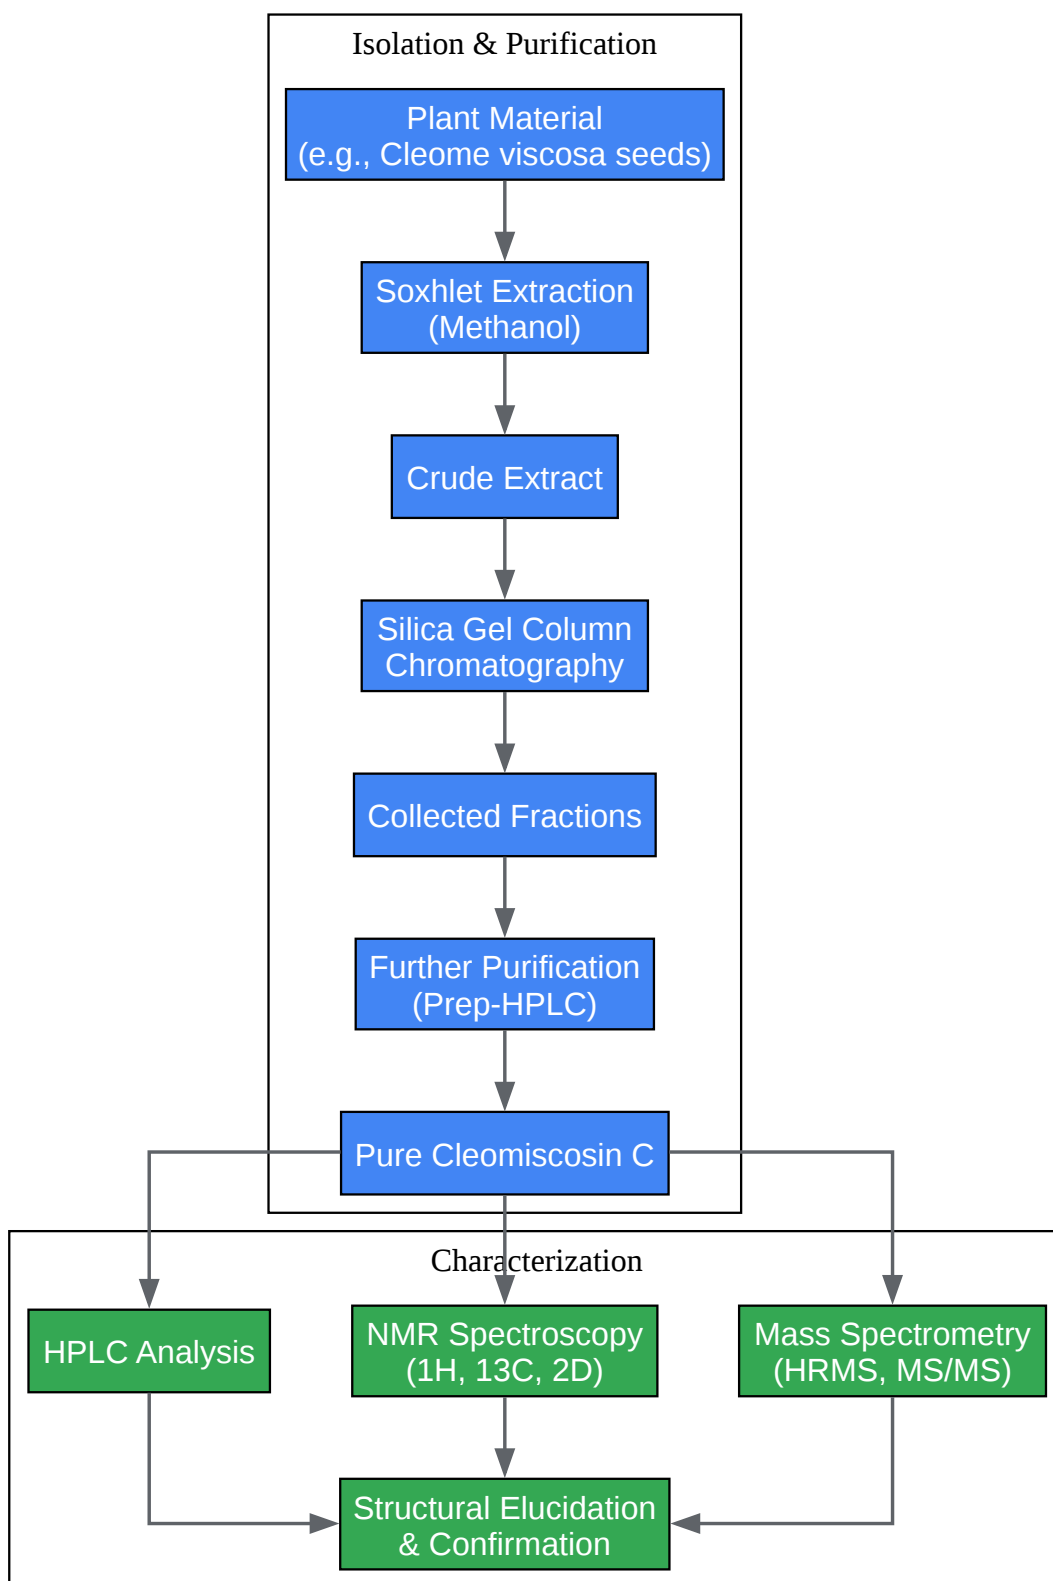 Isolation & Purification
Plant Material
(e.g., Cleome viscosa seeds)
Soxhlet Extraction
(Methanol)
Crude Extract
Silica Gel Column
Chromatography
Collected Fractions
Further Purification
(Prep-HPLC)
Pure Cleomiscosin C
Characterization
HPLC Analysis
NMR Spectroscopy
(1H, 13C, 2D)
Mass Spectrometry
(HRMS, MS/MS)
Structural Elucidation
& Confirmation